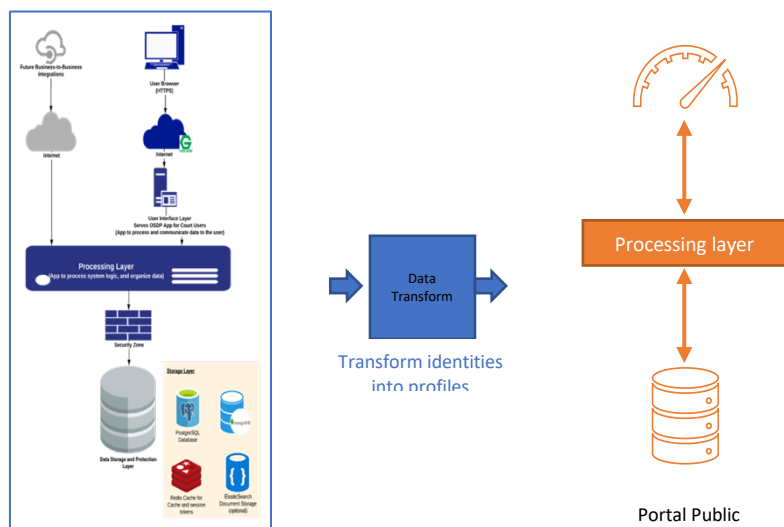 Future Business-to-Business
Integrations
User Browser
(HTTPS)
Internet
Internet
User Interface Layer
Serves OSDP App for Court Users
(App to process and communicate data to the user)
Processing Layer
(App to process system logic, and organize data)
Security Zone
Data Storage and Protection
Layer
Storage Layer
PostgreSQL
Database
mongoDB
Redis Cache for
Cache and session
tokens
ElasticSearch
Document Storage
(optional)
Data
Transform
Transform identities
into profiles
Processing layer
Portal Public